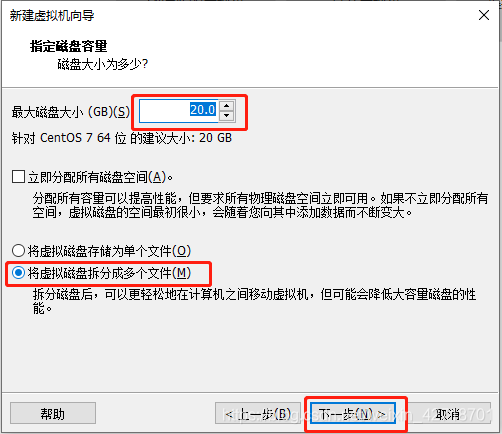 新建虚拟机向导
指定磁盘容量
磁盘大小为多少?
最大磁盘大小 (GB)(S): 20.0
针对 CentOS 7 64 位 的建议大小: 20 GB
立即分配所有磁盘空间(A)。
分配所有容量可以提高性能，但要求所有物理磁盘空间立即可用。如果不立即分配所有
空间，虚拟磁盘的空间最初很小，会随着您向其中添加数据而不断变大。
将虚拟磁盘存储为单个文件(O)
将虚拟磁盘拆分成多个文件(M)
拆分磁盘后，可以更轻松地在计算机之间移动虚拟机，但可能会降低大容量磁盘的性
能。
帮助 < 上一步(B) 下一步(N) > 取消